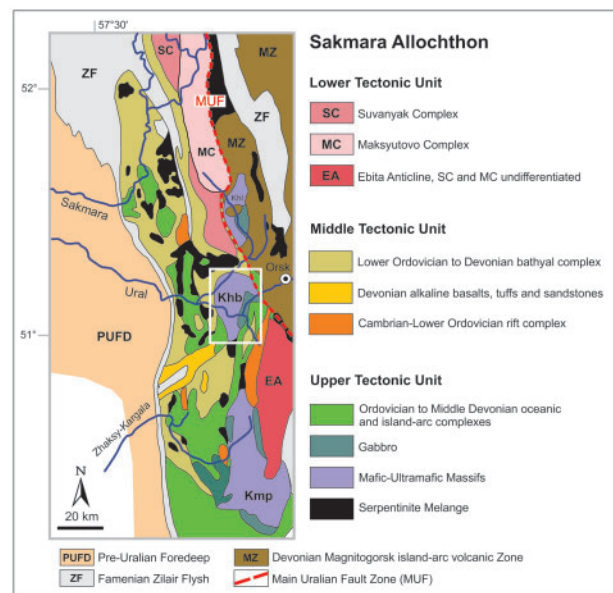 57°30'
Sakmara Allochthon
SC
MZ
ZF
52°
MUF
ZF
MZ
MC
Khl
Sakmara
Orsk
Ural
Khb
PUFD
51°
EA
Zhaksy-Kargala
N
20 km
Kmp
Lower Tectonic Unit
SC Suvanyak Complex
MC Maksyutovo Complex
EA Ebita Anticline, SC and MC undifferentiated
Middle Tectonic Unit
Lower Ordovician to Devonian bathyal complex
Devonian alkaline basalts, tuffs and sandstones
Cambrian-Lower Ordovician rift complex
Upper Tectonic Unit
Ordovician to Middle Devonian oceanic
and island-arc complexes
Gabbro
Mafic-Ultramafic Massifs
Serpentinite Melange
PUFD Pre-Uralian Foredeep
MZ Devonian Magnitogorsk island-arc volcanic Zone
ZF Famenian Zilair Flysh
Main Uralian Fault Zone (MUF)